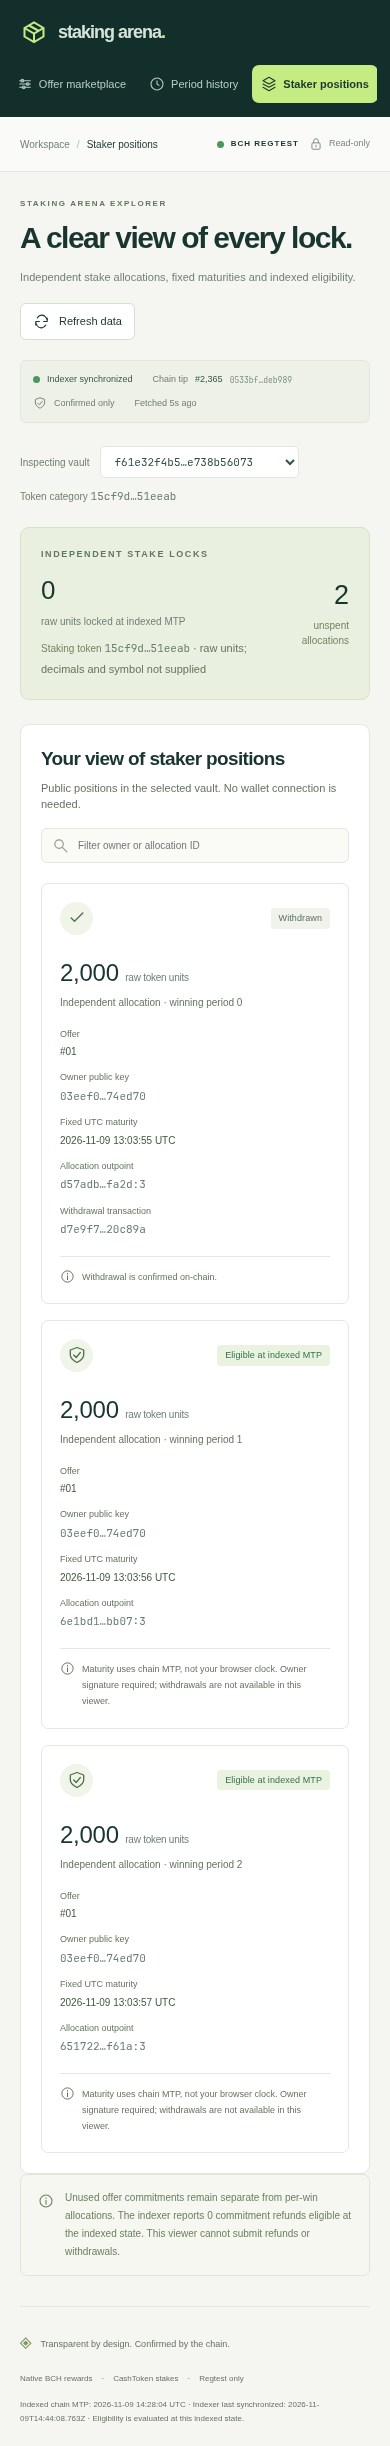 staking arena.
Offer marketplace
Period history
Staker positions
Workspace / Staker positions
BCH REGTEST
Read-only
STAKING ARENA EXPLORER
A clear view of every lock.
Independent stake allocations, fixed maturities and indexed eligibility.
Refresh data
Indexer synchronized
Chain tip #2,365 0533bf…deb989
Confirmed only
Fetched 5s ago
Inspecting vault
f61e32f4b5…e738b56073
Token category 15cf9d…51eeab
INDEPENDENT STAKE LOCKS
0
raw units locked at indexed MTP
Staking token 15cf9d…51eeab · raw units;
decimals and symbol not supplied
2
unspent
allocations
Your view of staker positions
Public positions in the selected vault. No wallet connection is
needed.
Filter owner or allocation ID
Withdrawn
2,000 raw token units
Independent allocation · winning period 0
Offer
#01
Owner public key
03eef0…74ed70
Fixed UTC maturity
2026-11-09 13:03:55 UTC
Allocation outpoint
d57adb…fa2d:3
Withdrawal transaction
d7e9f7…20c89a
Withdrawal is confirmed on-chain.
Eligible at indexed MTP
2,000 raw token units
Independent allocation · winning period 1
Offer
#01
Owner public key
03eef0…74ed70
Fixed UTC maturity
2026-11-09 13:03:56 UTC
Allocation outpoint
6e1bd1…bb07:3
Maturity uses chain MTP, not your browser clock. Owner
signature required; withdrawals are not available in this
viewer.
Eligible at indexed MTP
2,000 raw token units
Independent allocation · winning period 2
Offer
#01
Owner public key
03eef0…74ed70
Fixed UTC maturity
2026-11-09 13:03:57 UTC
Allocation outpoint
651722…f61a:3
Maturity uses chain MTP, not your browser clock. Owner
signature required; withdrawals are not available in this
viewer.
Unused offer commitments remain separate from per-win
allocations. The indexer reports 0 commitment refunds eligible at
the indexed state. This viewer cannot submit refunds or
withdrawals.
Transparent by design. Confirmed by the chain.
Native BCH rewards · CashToken stakes · Regtest only
Indexed chain MTP: 2026-11-09 14:28:04 UTC · Indexer last synchronized: 2026-11-
09T14:44:08.763Z · Eligibility is evaluated at this indexed state.